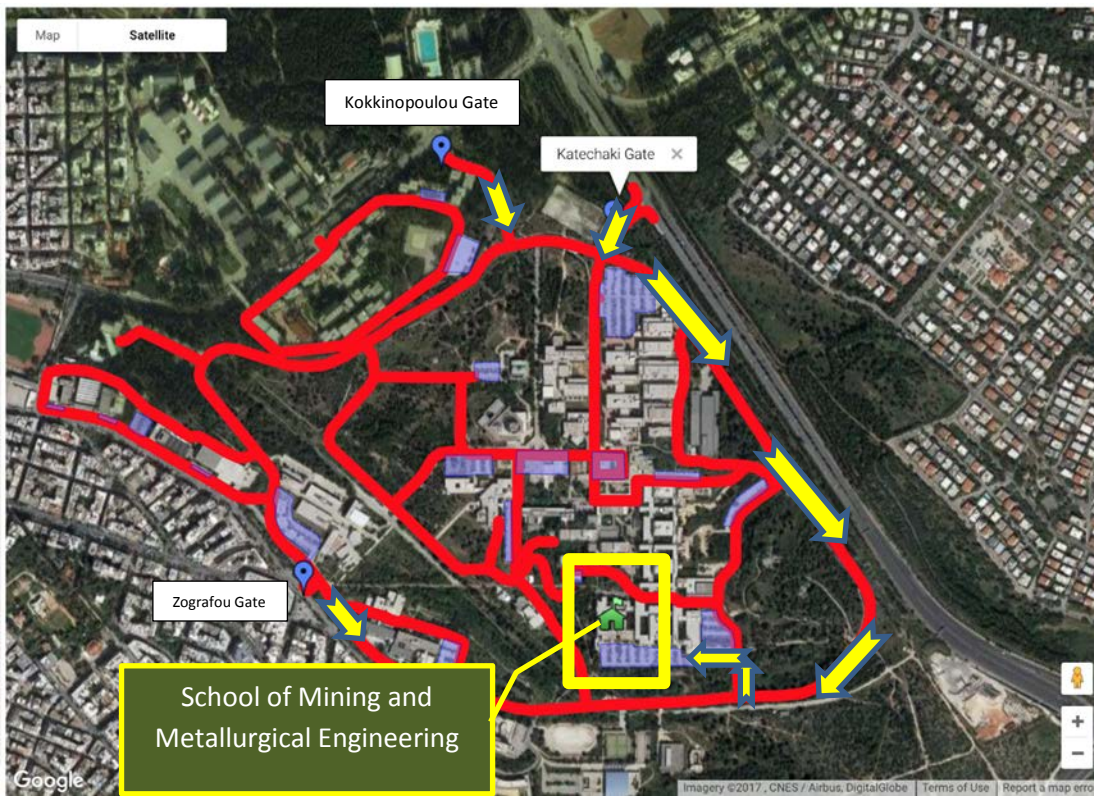 Map
Satellite
Kokkinopoulou Gate
Katechaki Gate ×
Zografou Gate
School of Mining and
Metallurgical Engineering
+
−
Google
Imagery ©2017 , CNES / Airbus, DigitalGlobe
Terms of Use
Report a map erro